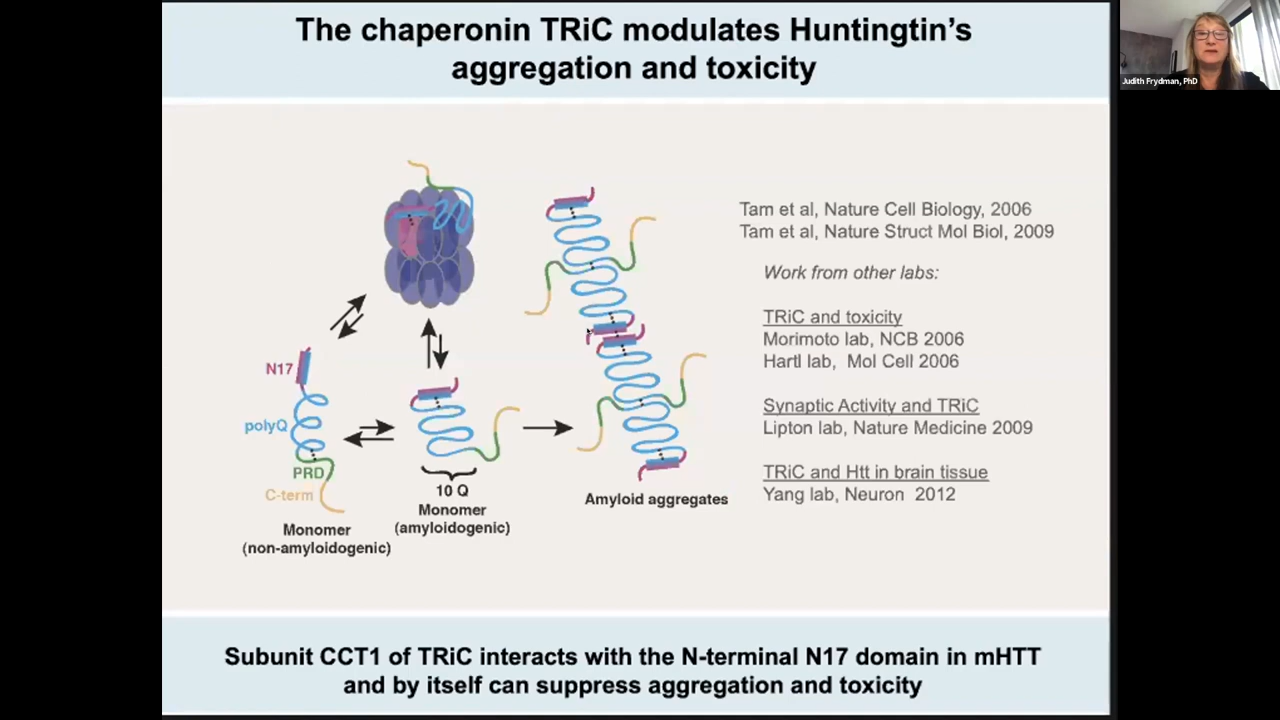 The chaperonin TRiC modulates Huntingtin's
aggregation and toxicity
Judith Frydman, PhD
Tam et al, Nature Cell Biology, 2006
Tam et al, Nature Struct Mol Biol, 2009
Work from other labs:
TRiC and toxicity
Morimoto lab, NCB 2006
Hartl lab, Mol Cell 2006
Synaptic Activity and TRiC
Lipton lab, Nature Medicine 2009
TRiC and Htt in brain tissue
Yang lab, Neuron 2012
N17
polyQ
PRD
C-term
Monomer
(non-amyloidogenic)
10 Q
Monomer
(amyloidogenic)
Amyloid aggregates
Subunit CCT1 of TRiC interacts with the N-terminal N17 domain in mHTT
and by itself can suppress aggregation and toxicity